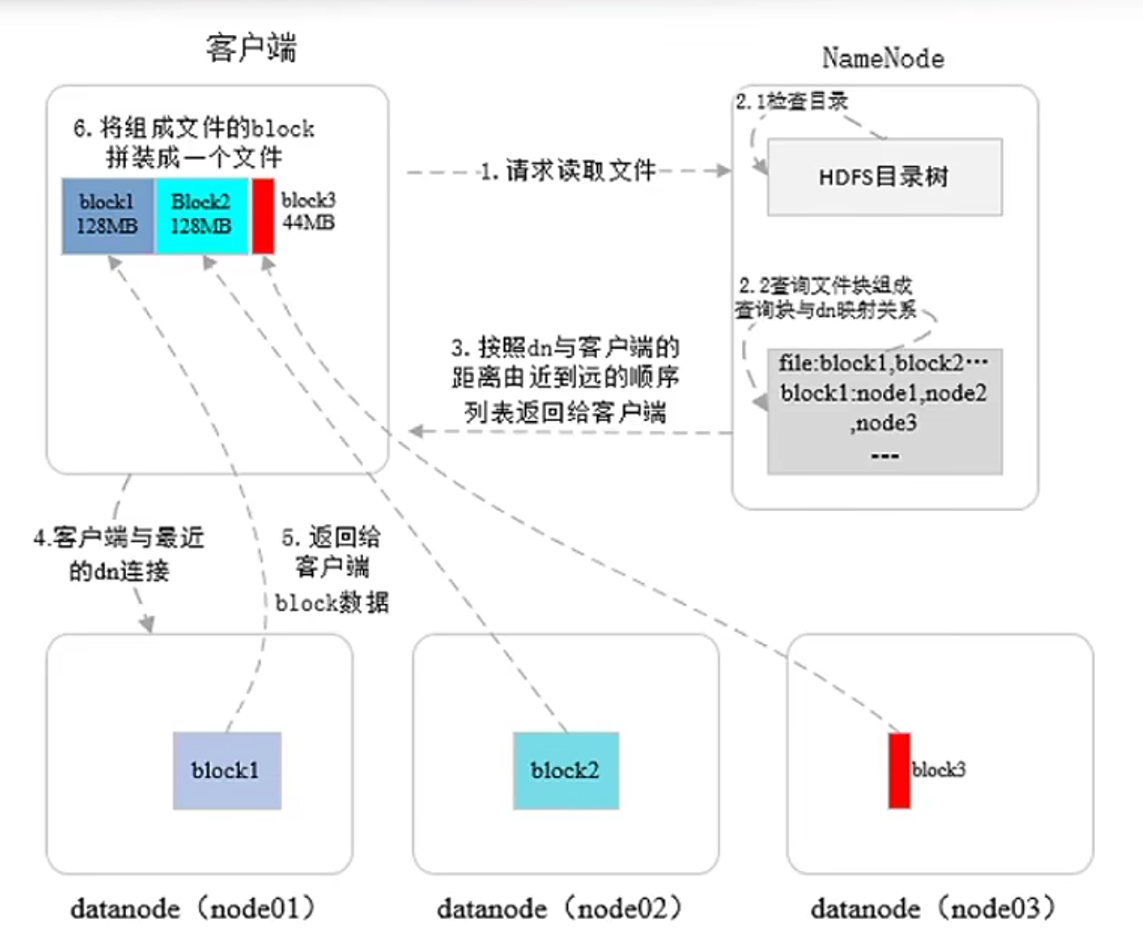 客户端
NameNode
6. 将组成文件的block
拼装成一个文件
block1
128MB
Block2
128MB
block3
44MB
1. 请求读取文件
2.1检查目录
HDFS目录树
2.2查询文件块组成
查询块与dn映射关系
file:block1,block2…
block1:node1,node2
,node3
---
3. 按照dn与客户端的
距离由近到远的顺序
列表返回给客户端
4.客户端与最近
的dn连接
5. 返回给
客户端
block数据
block1
block2
block3
datanode（node01）
datanode（node02）
datanode（node03）